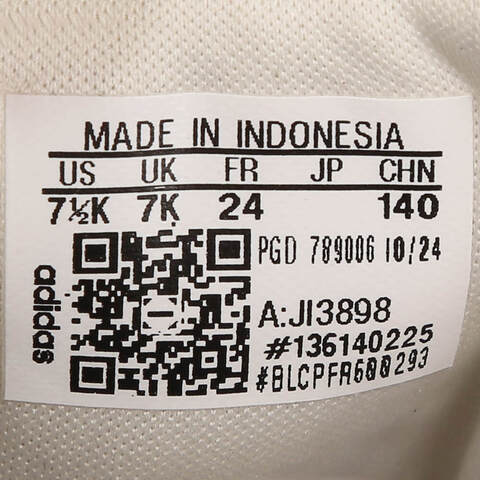 MADE IN INDONESIA
US UK FR JP CHN
7½K 7K 24 140
adidas
PGD 789006 10/24
A:JI3898
#136140225
#BLCPFR600293